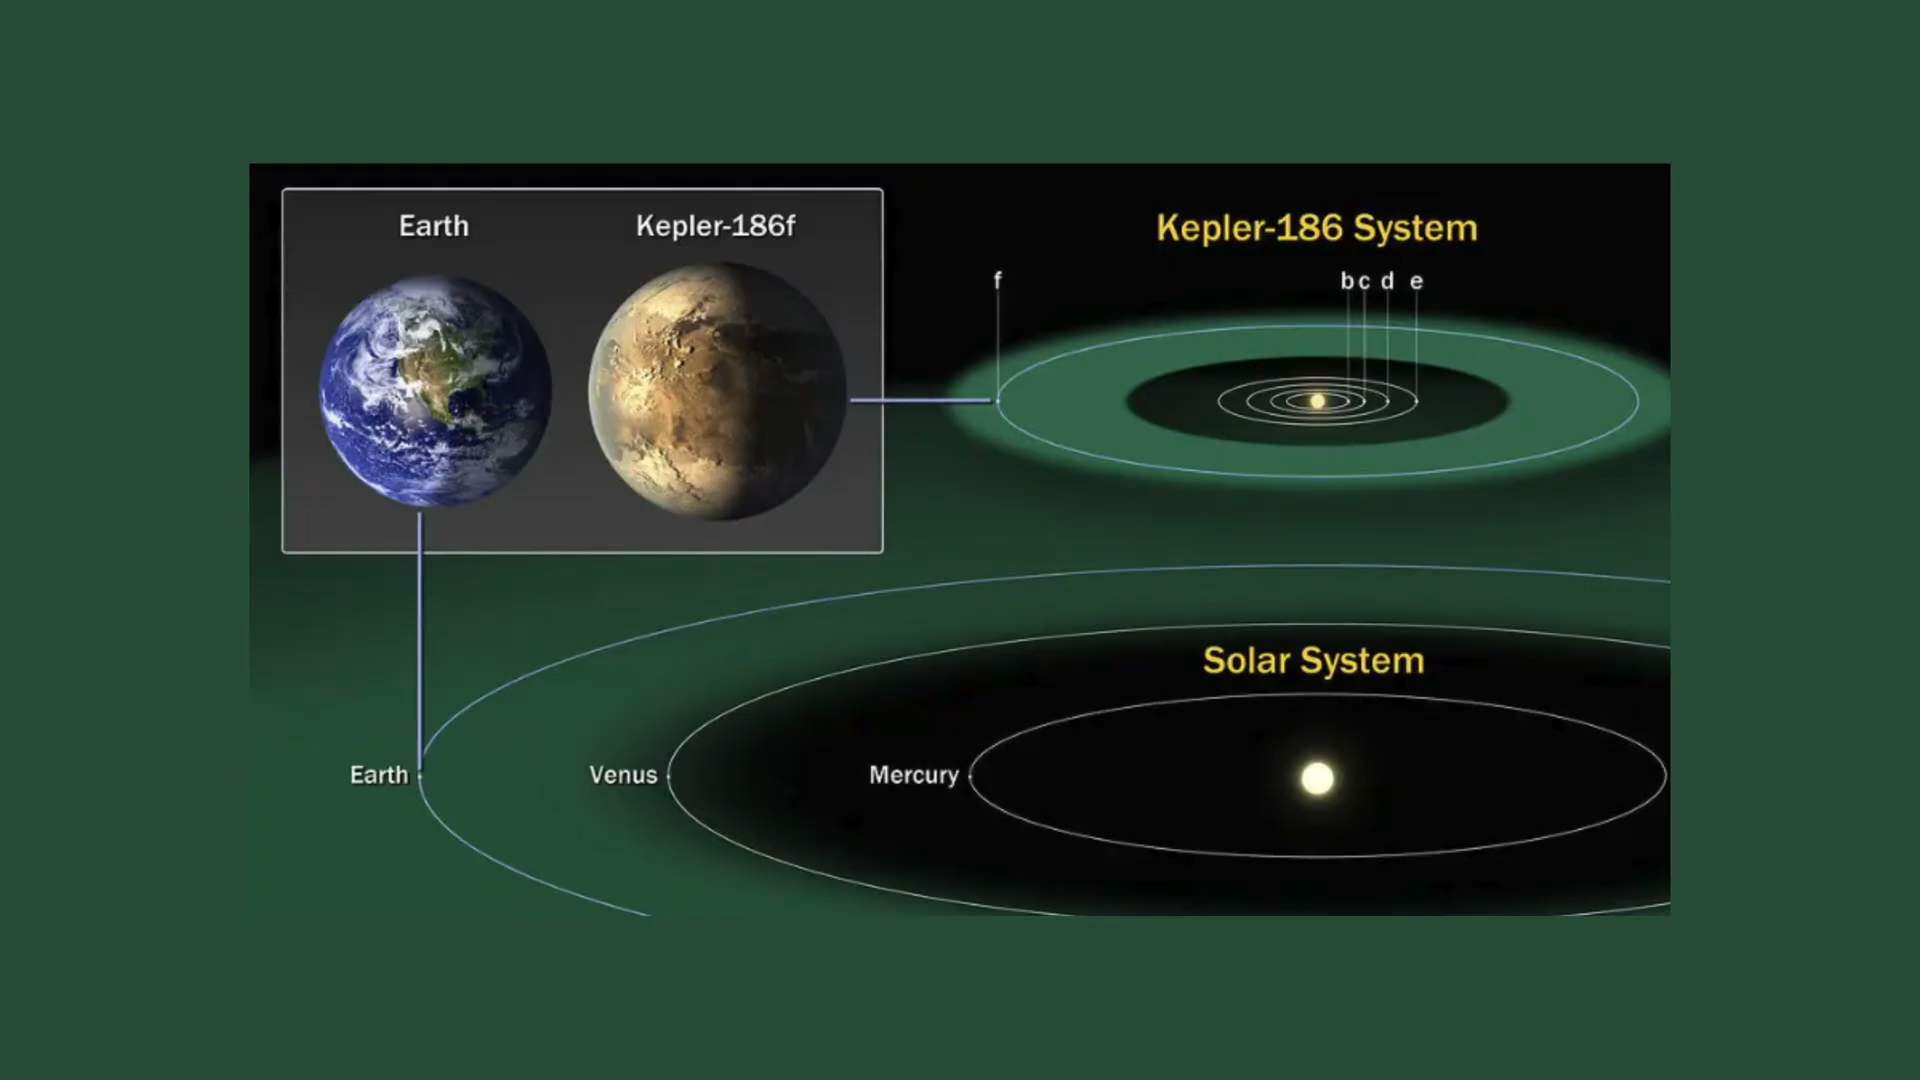 Earth
Kepler-186f
Kepler-186 System
f
b c d e
Solar System
Earth
Venus
Mercury